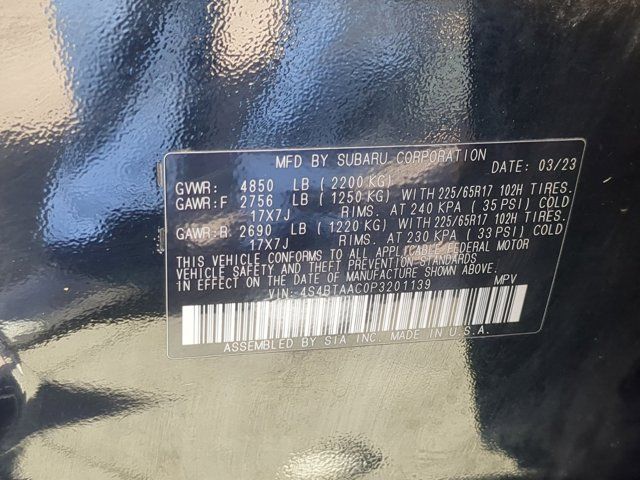 MFD BY SUBARU CORPORATION DATE: 03/23
GVWR: 4850 LB ( 2200 KG)
GAWR:F 2756 LB ( 1250 KG) WITH 225/65R17 102H TIRES.
17X7J RIMS. AT 240 KPA ( 35 PSI) COLD
GAWR:R 2690 LB ( 1220 KG) WITH 225/65R17 102H TIRES.
17X7J RIMS. AT 230 KPA ( 33 PSI) COLD
THIS VEHICLE CONFORMS TO ALL APPLICABLE FEDERAL MOTOR
VEHICLE SAFETY AND THEFT PREVENTION STANDARDS
IN EFFECT ON THE DATE OF MANUFACTURE SHOWN ABOVE.
VIN: 4S4BTAAC0P3201139 MPV
ASSEMBLED BY SIA INC. MADE IN U.S.A.